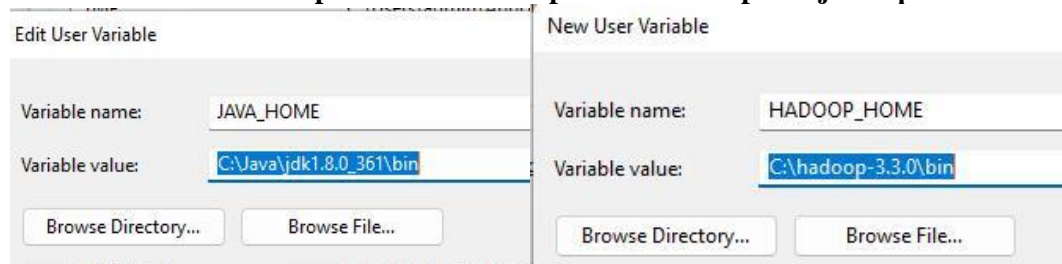 Edit User Variable
Variable name: JAVA_HOME
Variable value: C:\Java\jdk1.8.0_361\bin
Browse Directory... Browse File...
New User Variable
Variable name: HADOOP_HOME
Variable value: C:\hadoop-3.3.0\bin
Browse Directory... Browse File...